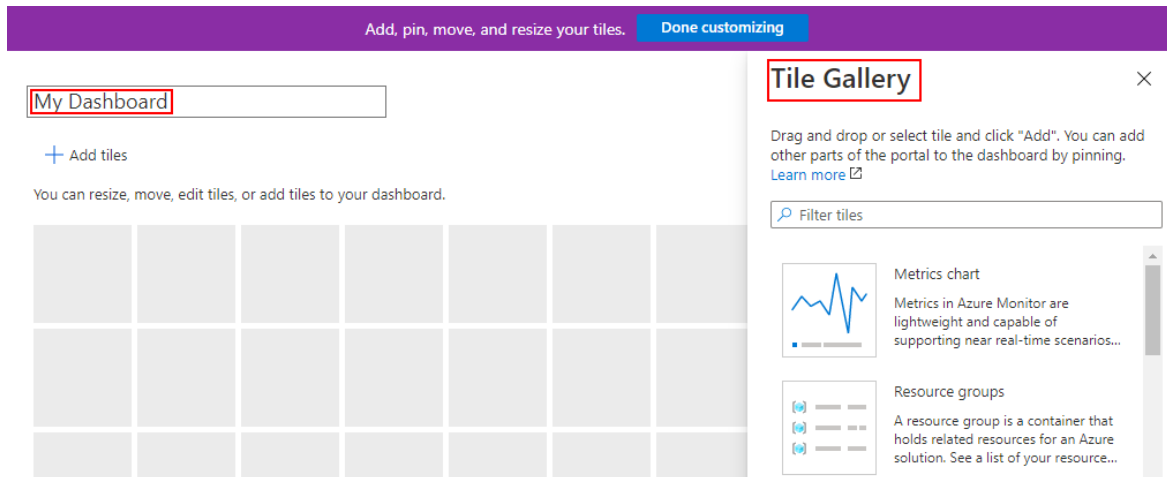 Add, pin, move, and resize your tiles.
Done customizing
My Dashboard
Add tiles
You can resize, move, edit tiles, or add tiles to your dashboard.
Tile Gallery
Drag and drop or select tile and click "Add". You can add
other parts of the portal to the dashboard by pinning.
Learn more
Filter tiles
Metrics chart
Metrics in Azure Monitor are
lightweight and capable of
supporting near real-time scenarios...
Resource groups
A resource group is a container that
holds related resources for an Azure
solution. See a list of your resource...